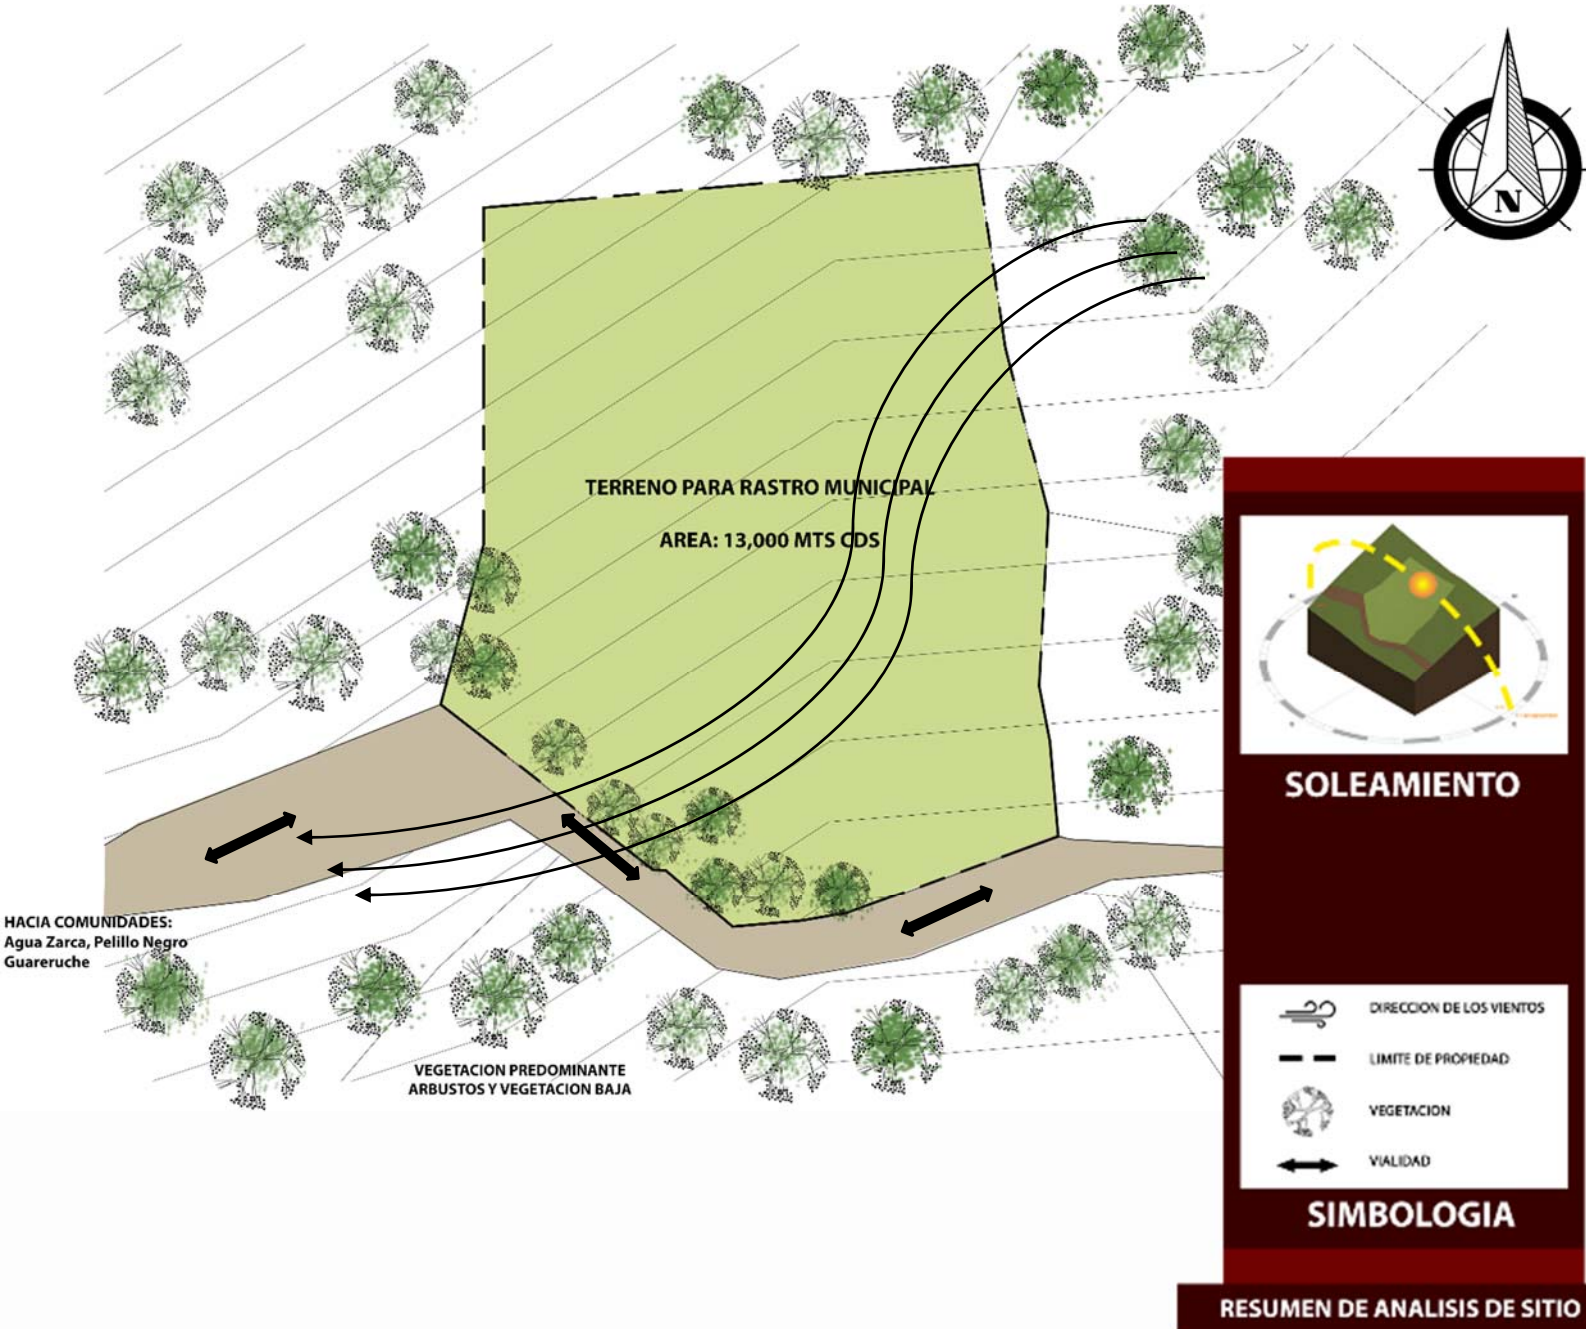 N
TERRENO PARA RASTRO MUNICIPAL
AREA: 13,000 MTS CDS
HACIA COMUNIDADES:
Agua Zarca, Pelillo Negro
Guareruche
VEGETACION PREDOMINANTE
ARBUSTOS Y VEGETACION BAJA
SOLEAMIENTO
DIRECCION DE LOS VIENTOS
LIMITE DE PROPIEDAD
VEGETACION
VIALIDAD
SIMBOLOGIA
RESUMEN DE ANALISIS DE SITIO